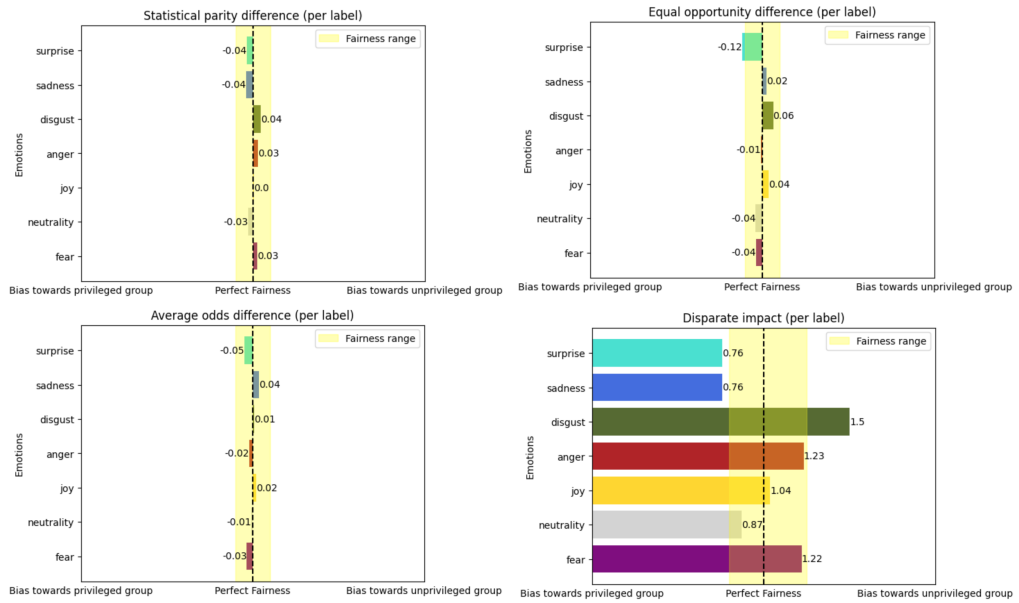 Statistical parity difference (per label)
Fairness range
Emotions
surprise -0.04
sadness -0.04
disgust 0.04
anger 0.03
joy 0.0
neutrality -0.03
fear 0.03
Bias towards privileged group Perfect Fairness Bias towards unprivileged group
Equal opportunity difference (per label)
Fairness range
Emotions
surprise -0.12
sadness 0.02
disgust 0.06
anger -0.01
joy 0.04
neutrality -0.04
fear -0.04
Bias towards privileged group Perfect Fairness Bias towards unprivileged group
Average odds difference (per label)
Fairness range
Emotions
surprise -0.05
sadness 0.04
disgust 0.01
anger -0.02
joy 0.02
neutrality -0.01
fear -0.03
Bias towards privileged group Perfect Fairness Bias towards unprivileged group
Disparate impact (per label)
Fairness range
Emotions
surprise 0.76
sadness 0.76
disgust 1.5
anger 1.23
joy 1.04
neutrality 0.87
fear 1.22
Bias towards privileged group Perfect Fairness Bias towards unprivileged group